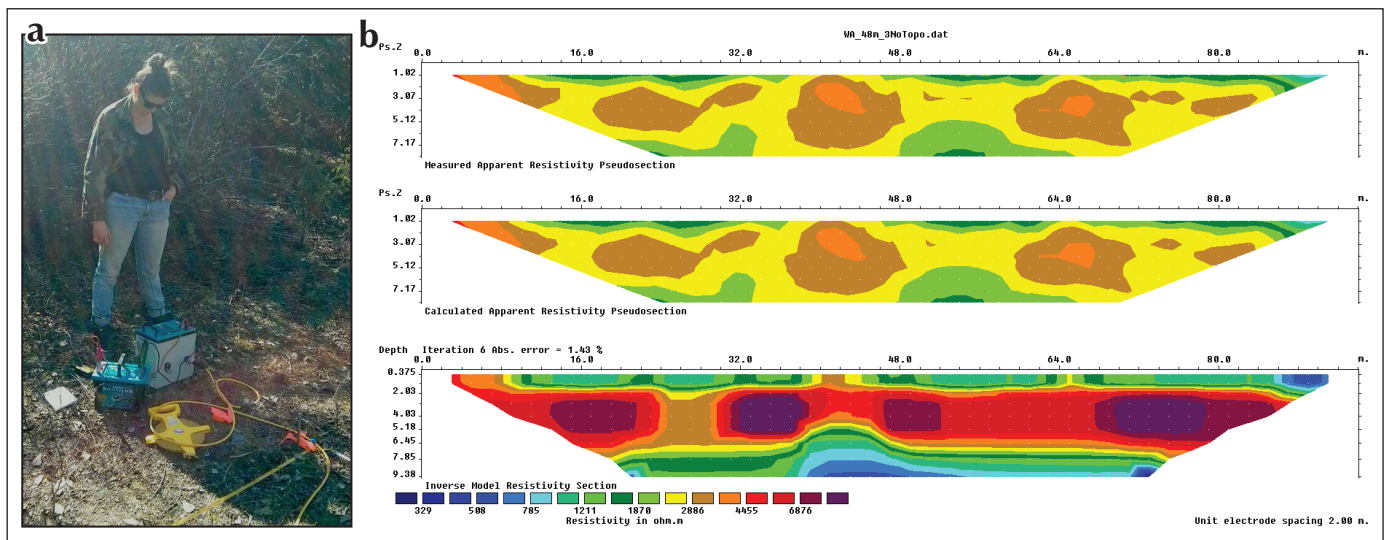 a
b
WA_48m_3NoTopo.dat
Ps.Z 0.0 16.0 32.0 48.0 64.0 80.0 m.
1.02
3.07
5.12
7.17
Measured Apparent Resistivity Pseudosection
Ps.Z 0.0 16.0 32.0 48.0 64.0 80.0 m.
1.02
3.07
5.12
7.17
Calculated Apparent Resistivity Pseudosection
Depth Iteration 6 Abs. error = 1.43 %
0.0 16.0 32.0 48.0 64.0 80.0 m.
0.375
2.03
4.03
5.18
6.45
7.85
9.38
Inverse Model Resistivity Section
329 508 785 1211 1870 2886 4455 6876
Resistivity in ohm.m
Unit electrode spacing 2.00 m.
NAUTILUS